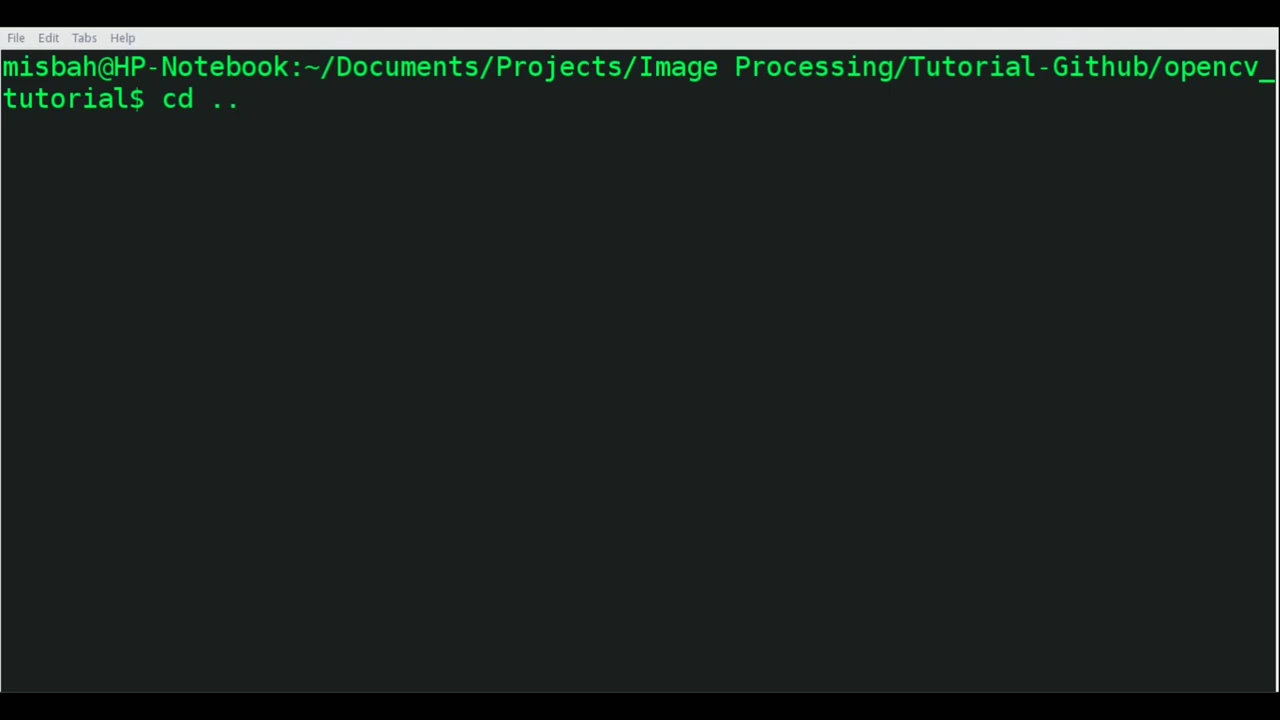 File Edit Tabs Help
misbah@HP-Notebook:~/Documents/Projects/Image Processing/Tutorial-Github/opencv_
tutorial$ cd ..